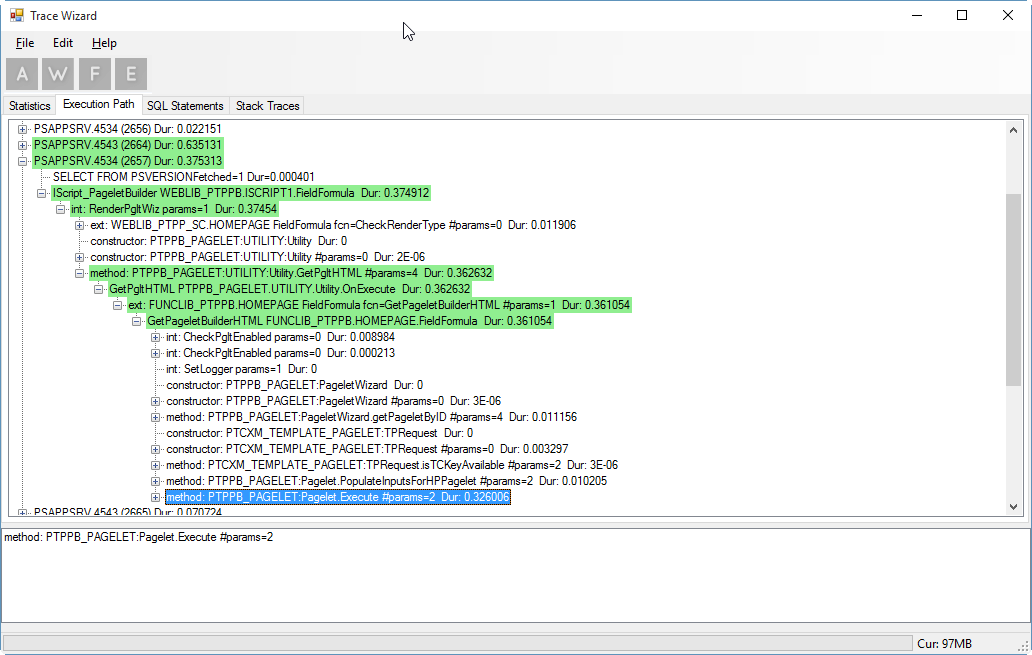 Trace Wizard
File Edit Help
A W F E
Statistics Execution Path SQL Statements Stack Traces
PSAPPSRV.4534 (2656) Dur: 0.022151
PSAPPSRV.4543 (2664) Dur: 0.635131
PSAPPSRV.4534 (2657) Dur: 0.375313
SELECT FROM PSVERSIONFetched=1 Dur=0.000401
IScript_PageletBuilder WEBLIB_PTPPB.ISCRIPT1.FieldFormula Dur: 0.374912
int: RenderPgltWiz params=1 Dur: 0.37454
ext: WEBLIB_PTPP_SC.HOMEPAGE FieldFormula fcn=CheckRenderType #params=0 Dur: 0.011906
constructor: PTPPB_PAGELET:UTILITY:Utility Dur: 0
constructor: PTPPB_PAGELET:UTILITY:Utility #params=0 Dur: 2E-06
method: PTPPB_PAGELET:UTILITY:Utility.GetPgltHTML #params=4 Dur: 0.362632
GetPgltHTML PTPPB_PAGELET.UTILITY.Utility.OnExecute Dur: 0.362632
ext: FUNCLIB_PTPPB.HOMEPAGE FieldFormula fcn=GetPageletBuilderHTML #params=1 Dur: 0.361054
GetPageletBuilderHTML FUNCLIB_PTPPB.HOMEPAGE.FieldFormula Dur: 0.361054
int: CheckPgltEnabled params=0 Dur: 0.008984
int: CheckPgltEnabled params=0 Dur: 0.000213
int: SetLogger params=1 Dur: 0
constructor: PTPPB_PAGELET:PageletWizard Dur: 0
constructor: PTPPB_PAGELET:PageletWizard #params=0 Dur: 3E-06
method: PTPPB_PAGELET:PageletWizard.getPageletByID #params=4 Dur: 0.011156
constructor: PTCXM_TEMPLATE_PAGELET:TPRequest Dur: 0
constructor: PTCXM_TEMPLATE_PAGELET:TPRequest #params=0 Dur: 0.003297
method: PTCXM_TEMPLATE_PAGELET:TPRequest.isTCKeyAvailable #params=2 Dur: 3E-06
method: PTPPB_PAGELET:Pagelet.PopulateInputsForHPPagelet #params=2 Dur: 0.010205
method: PTPPB_PAGELET:Pagelet.Execute #params=2 Dur: 0.326006
PSAPPSRV.4543 (2665) Dur: 0.070724
method: PTPPB_PAGELET:Pagelet.Execute #params=2
Cur: 97MB